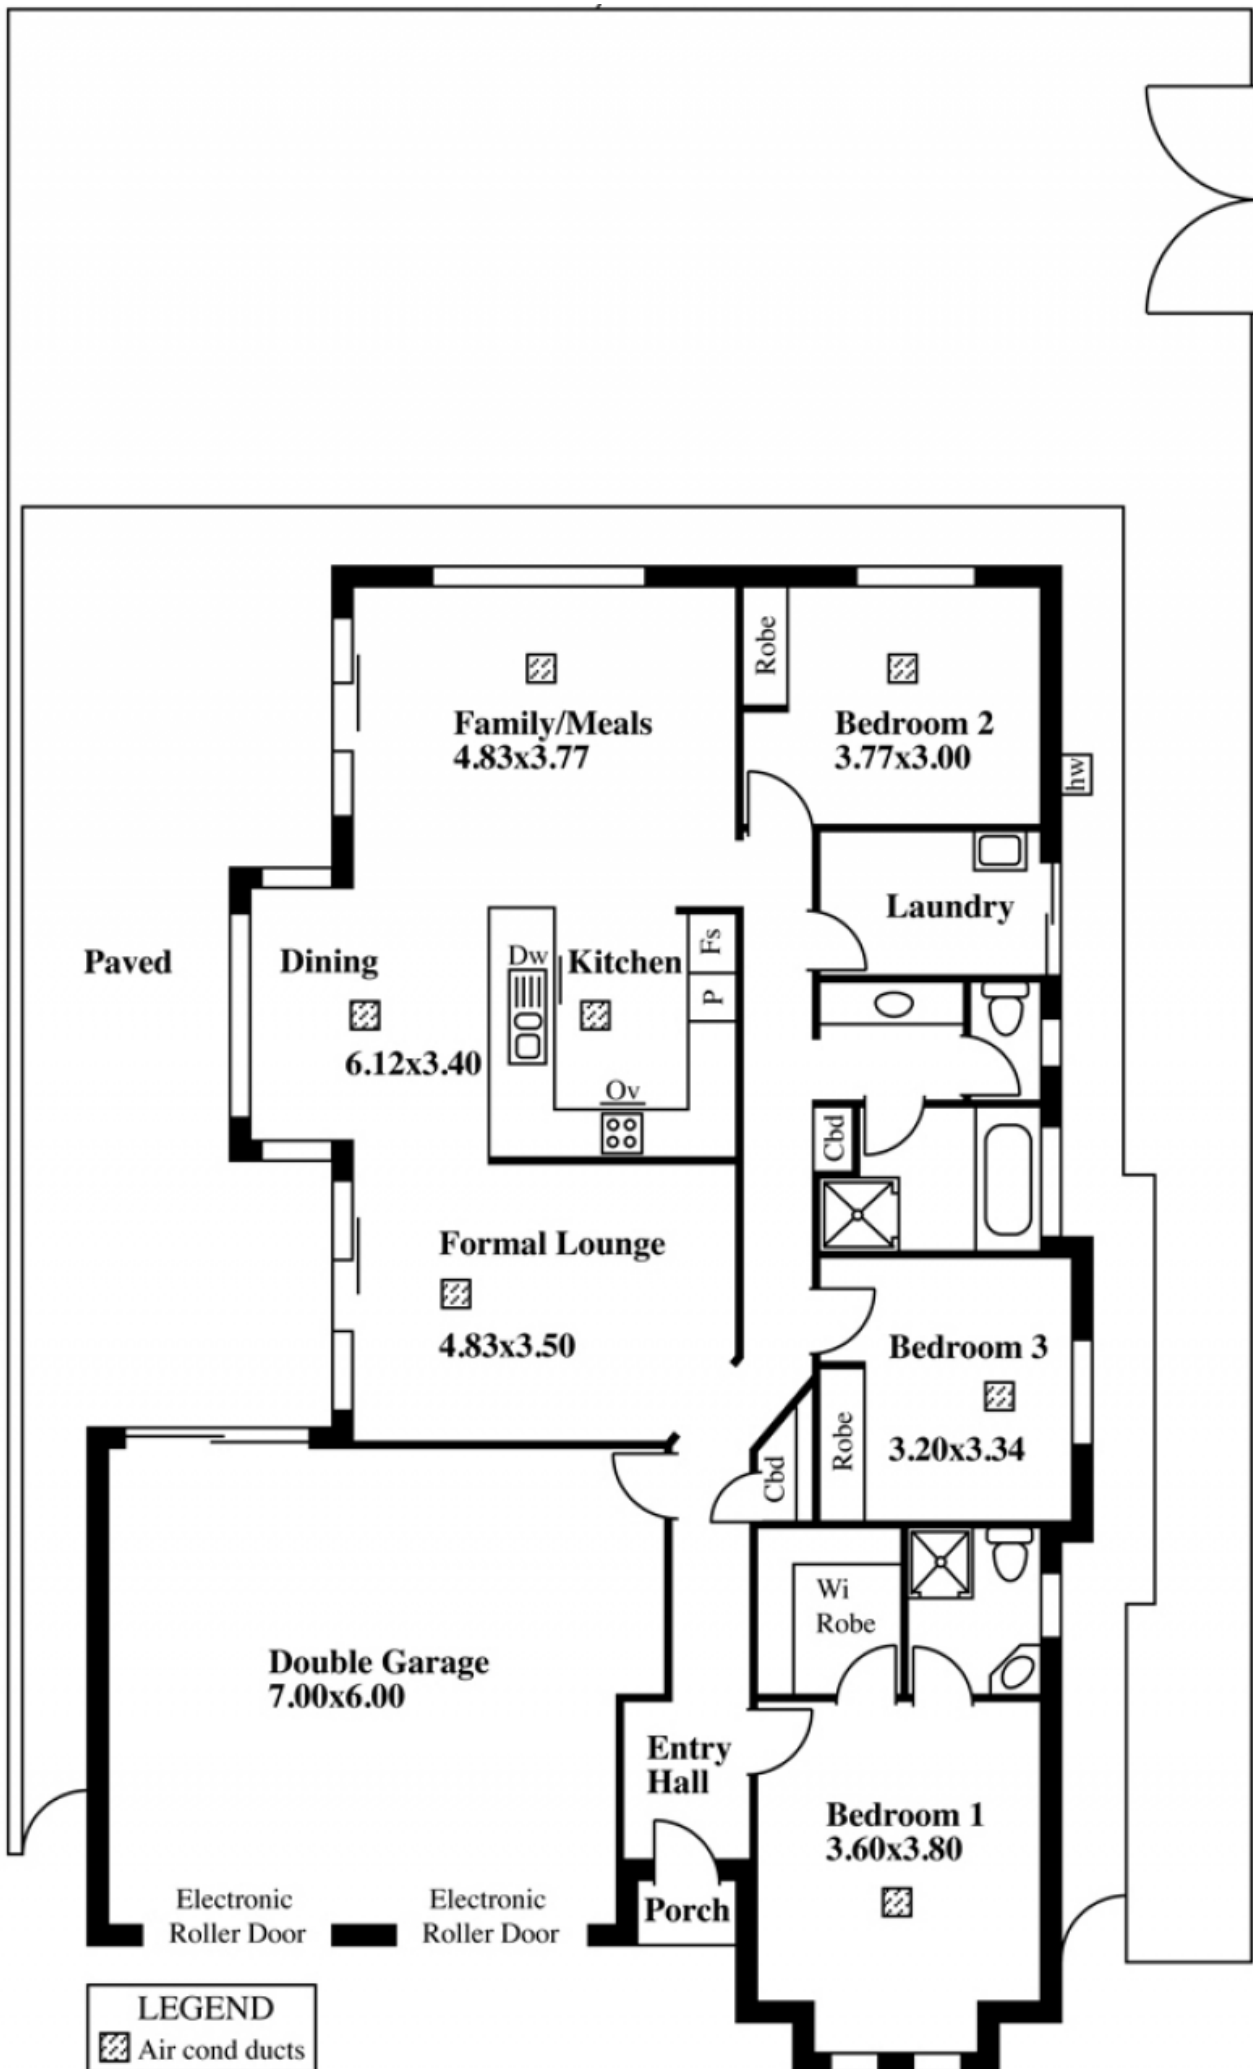 Robe
Family/Meals
4.83x3.77
Bedroom 2
3.77x3.00
hw
Laundry
Paved
Dining
6.12x3.40
Dw
Kitchen
Fs
P
Ov
Cbd
Formal Lounge
4.83x3.50
Bedroom 3
3.20x3.34
Robe
Cbd
Wi
Robe
Double Garage
7.00x6.00
Entry
Hall
Bedroom 1
3.60x3.80
Porch
Electronic
Roller Door
Electronic
Roller Door
LEGEND
Air cond ducts